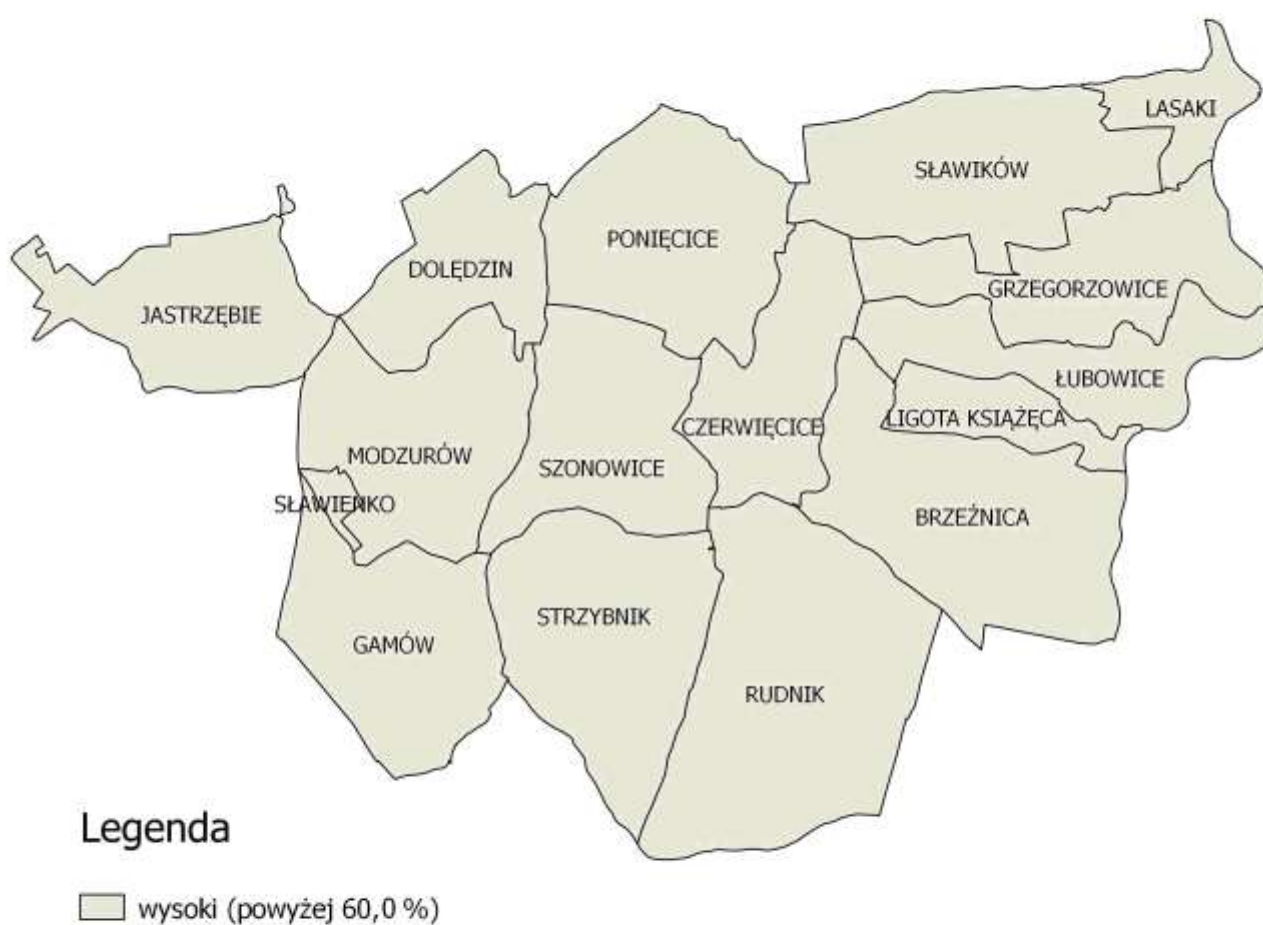 LASAKI
SŁAWIKÓW
PONIĘCICE
DOLĘDZIN
GRZEGORZOWICE
JASTRZĘBIE
ŁUBOWICE
LIGOTA KSIĄŻĘCA
CZERWIĘCICE
MODZURÓW
SZONOWICE
SŁAWIENKO
BRZEŹNICA
STRZYBNIK
GAMÓW
RUDNIK
Legenda
wysoki (powyżej 60,0 %)